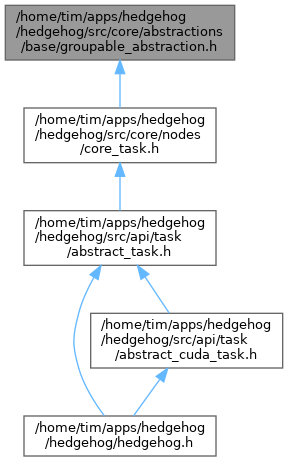 /home/tim/apps/hedgehog
/hedgehog/src/core/abstractions
/base/groupable_abstraction.h
/home/tim/apps/hedgehog
/hedgehog/src/core/nodes
/core_task.h
/home/tim/apps/hedgehog
/hedgehog/src/api/task
/abstract_task.h
/home/tim/apps/hedgehog
/hedgehog/src/api/task
/abstract_cuda_task.h
/home/tim/apps/hedgehog
/hedgehog/hedgehog.h